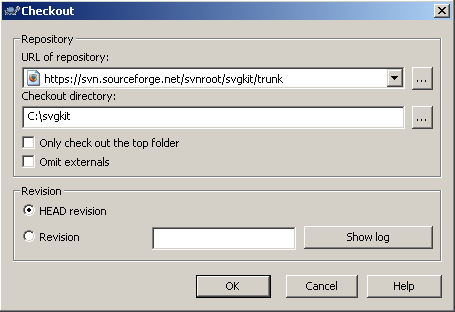 Checkout
Repository
URL of repository:
https://svn.sourceforge.net/svnroot/svgkit/trunk
...
Checkout directory:
C:\svgkit
...
Only check out the top folder
Omit externals
Revision
HEAD revision
Revision
Show log
OK
Cancel
Help